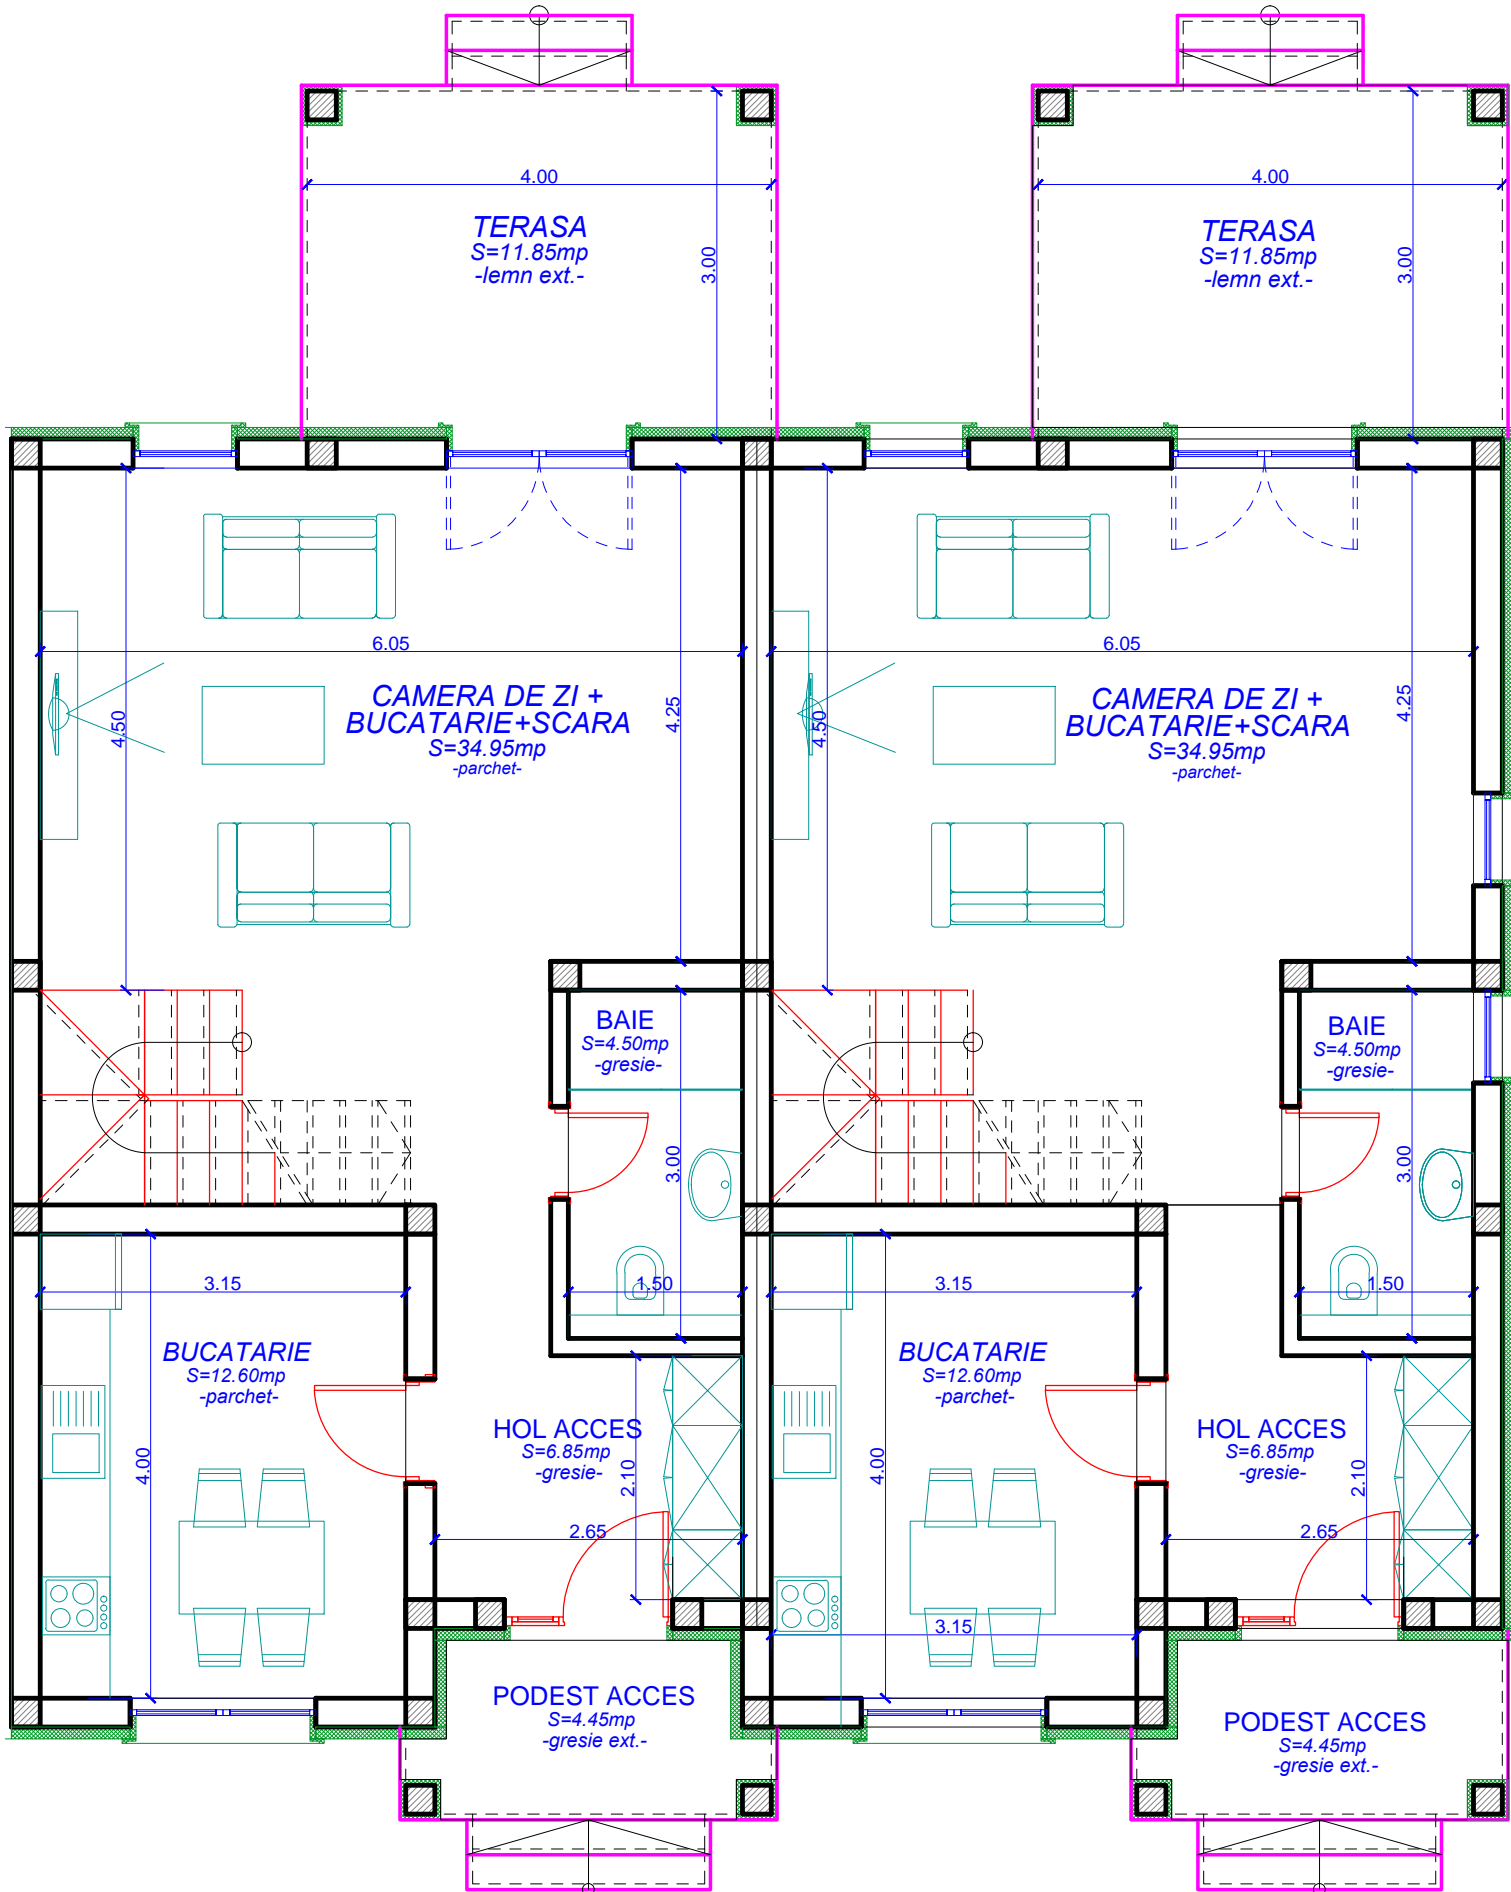 4.00
TERASA
S=11.85mp
-lemn ext.-
3.00
4.00
TERASA
S=11.85mp
-lemn ext.-
3.00
6.05
CAMERA DE ZI +
BUCATARIE+SCARA
S=34.95mp
-parchet-
4.50
4.25
6.05
CAMERA DE ZI +
BUCATARIE+SCARA
S=34.95mp
-parchet-
4.50
4.25
BAIE
S=4.50mp
-gresie-
3.00
1.50
BAIE
S=4.50mp
-gresie-
3.00
1.50
3.15
BUCATARIE
S=12.60mp
-parchet-
4.00
HOL ACCES
S=6.85mp
-gresie-
2.10
2.65
3.15
BUCATARIE
S=12.60mp
-parchet-
4.00
3.15
HOL ACCES
S=6.85mp
-gresie-
2.10
2.65
PODEST ACCES
S=4.45mp
-gresie ext.-
PODEST ACCES
S=4.45mp
-gresie ext.-